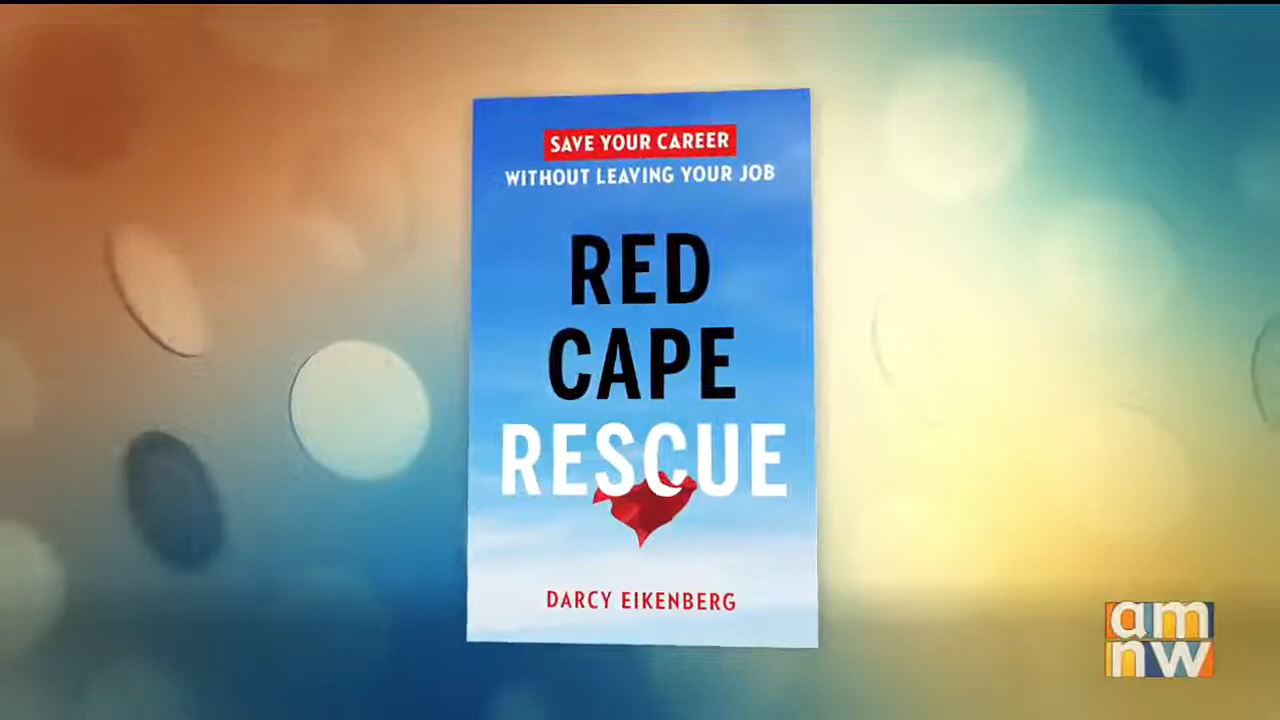 SAVE YOUR CAREER
WITHOUT LEAVING YOUR JOB
RED
CAPE
RESCUE
DARCY EIKENBERG
am
nw